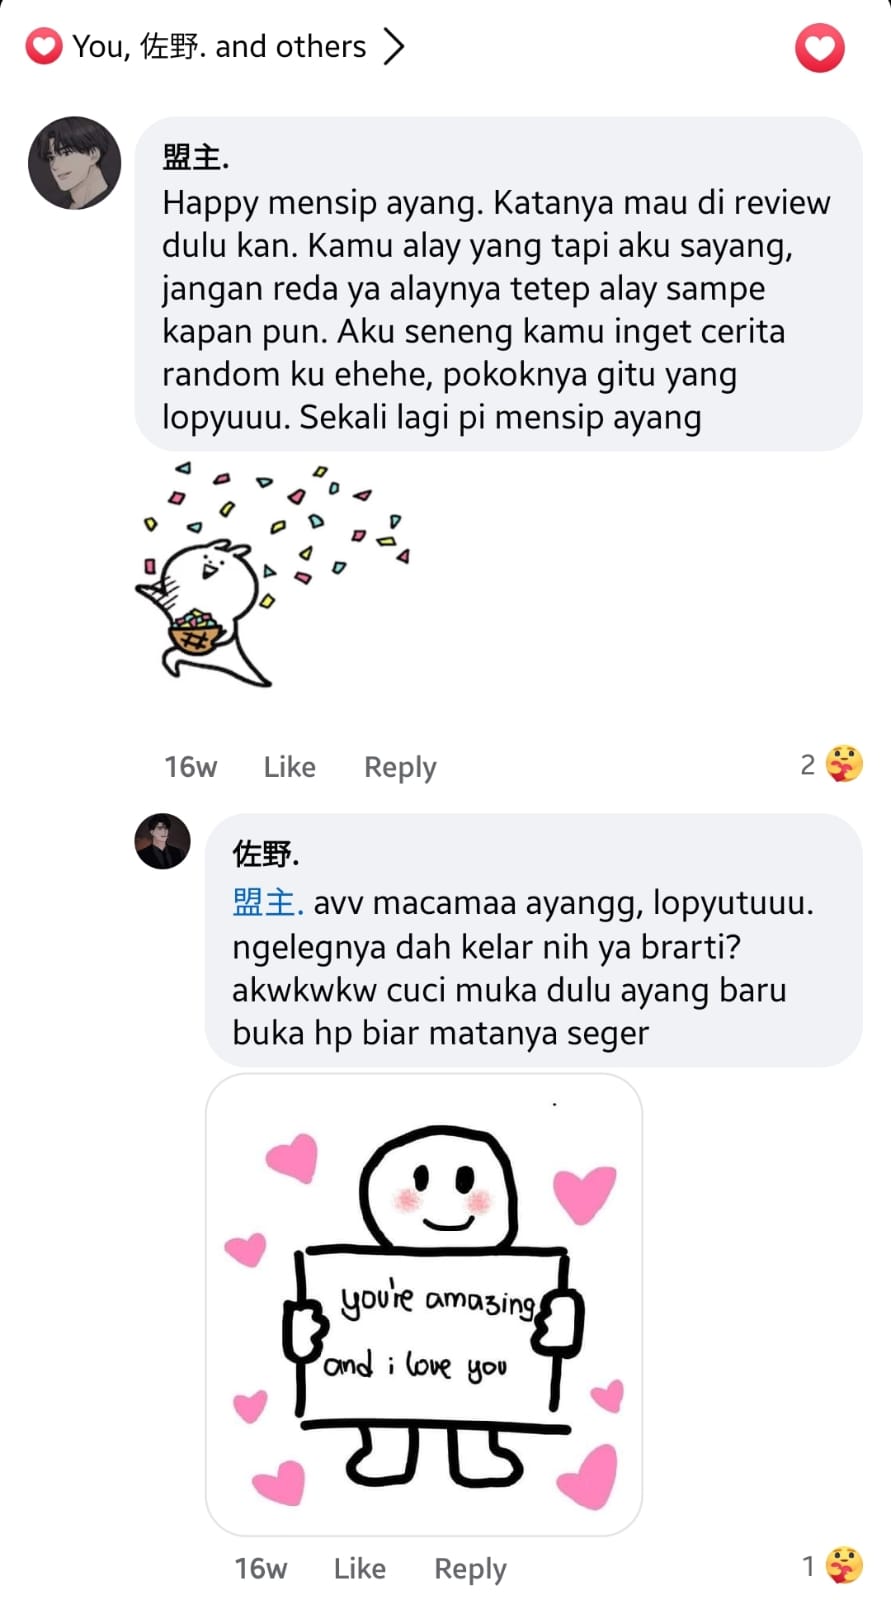 You, 佐野. and others
盟主.
Happy mensip ayang. Katanya mau di review
dulu kan. Kamu alay yang tapi aku sayang,
jangan reda ya alaynya tetep alay sampe
kapan pun. Aku seneng kamu inget cerita
random ku ehehe, pokoknya gitu yang
lopyuuu. Sekali lagi pi mensip ayang
16w Like Reply 2
佐野.
盟主. avv macamaa ayangg, lopyutuuu.
ngelegnya dah kelar nih ya brarti?
akwkwkw cuci muka dulu ayang baru
buka hp biar matanya seger
you're amazing
and i love you
16w Like Reply 1